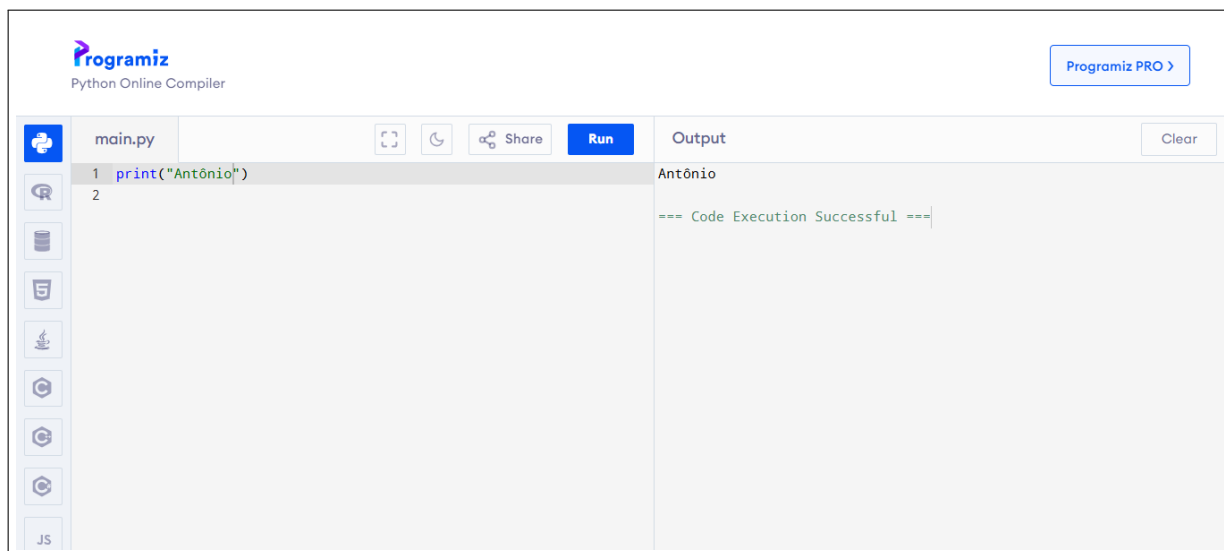 Programiz
Python Online Compiler
Programiz PRO >
main.py
Share
Run
Output
Clear
1 print("Antônio")
2
Antônio
=== Code Execution Successful ===
R
5
C
C
C
JS